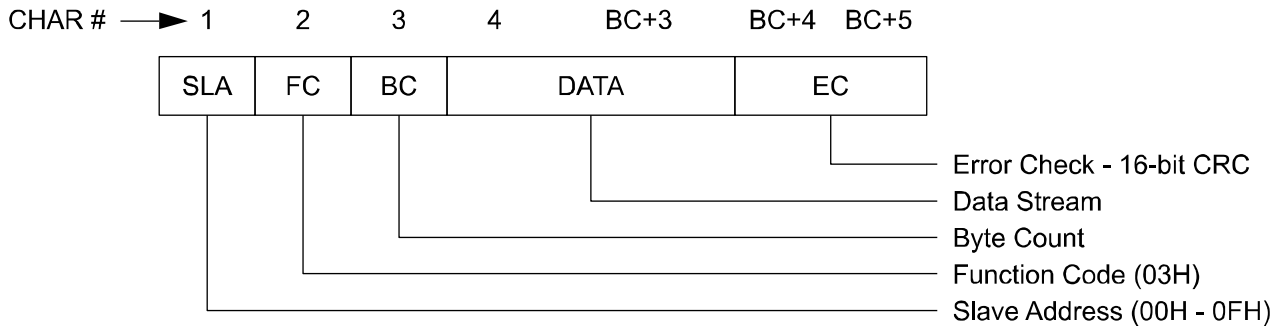 CHAR # 1 2 3 4 BC+3 BC+4 BC+5
SLA FC BC DATA EC
Error Check - 16-bit CRC
Data Stream
Byte Count
Function Code (03H)
Slave Address (00H - 0FH)